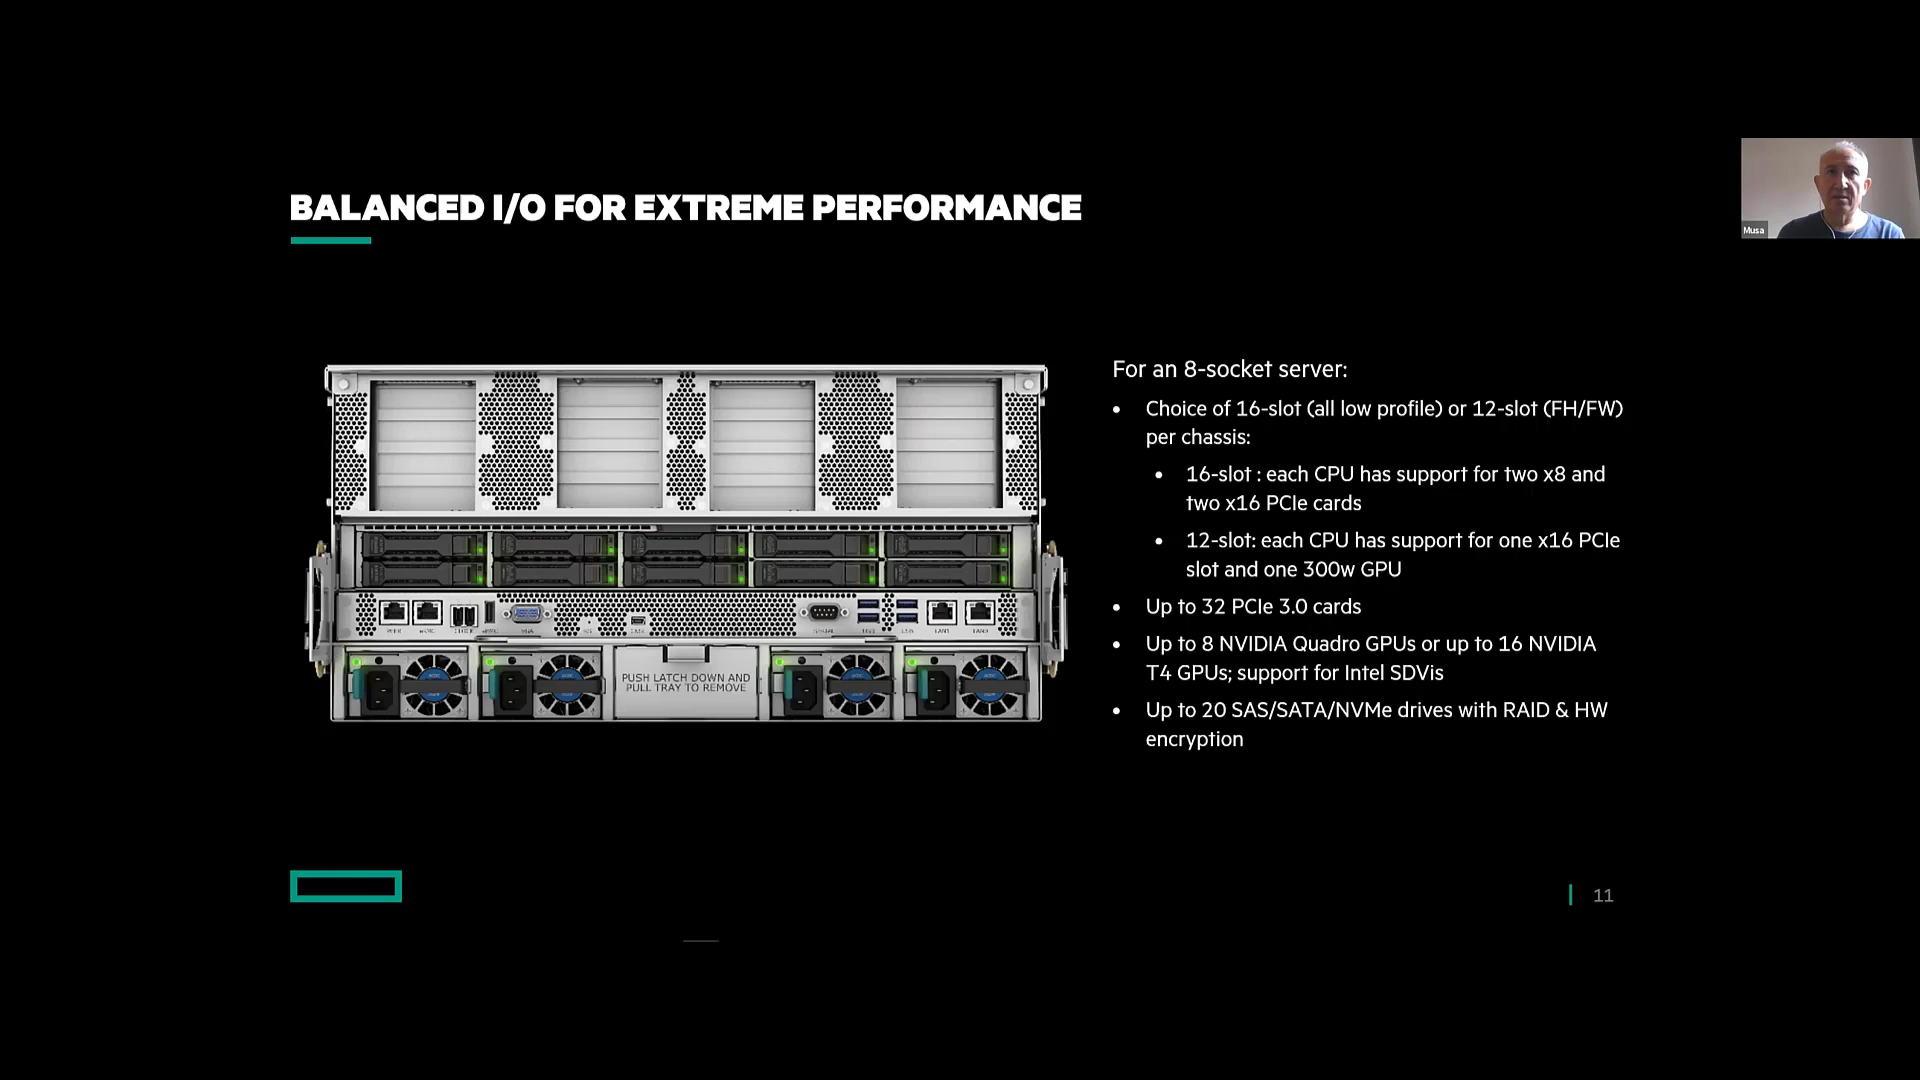 BALANCED I/O FOR EXTREME PERFORMANCE
Musa
For an 8-socket server:
• Choice of 16-slot (all low profile) or 12-slot (FH/FW)
per chassis:
• 16-slot : each CPU has support for two x8 and
two x16 PCIe cards
• 12-slot: each CPU has support for one x16 PCIe
slot and one 300w GPU
• Up to 32 PCIe 3.0 cards
• Up to 8 NVIDIA Quadro GPUs or up to 16 NVIDIA
T4 GPUs; support for Intel SDVis
• Up to 20 SAS/SATA/NVMe drives with RAID & HW
encryption
PUSH LATCH DOWN AND
PULL TRAY TO REMOVE
11